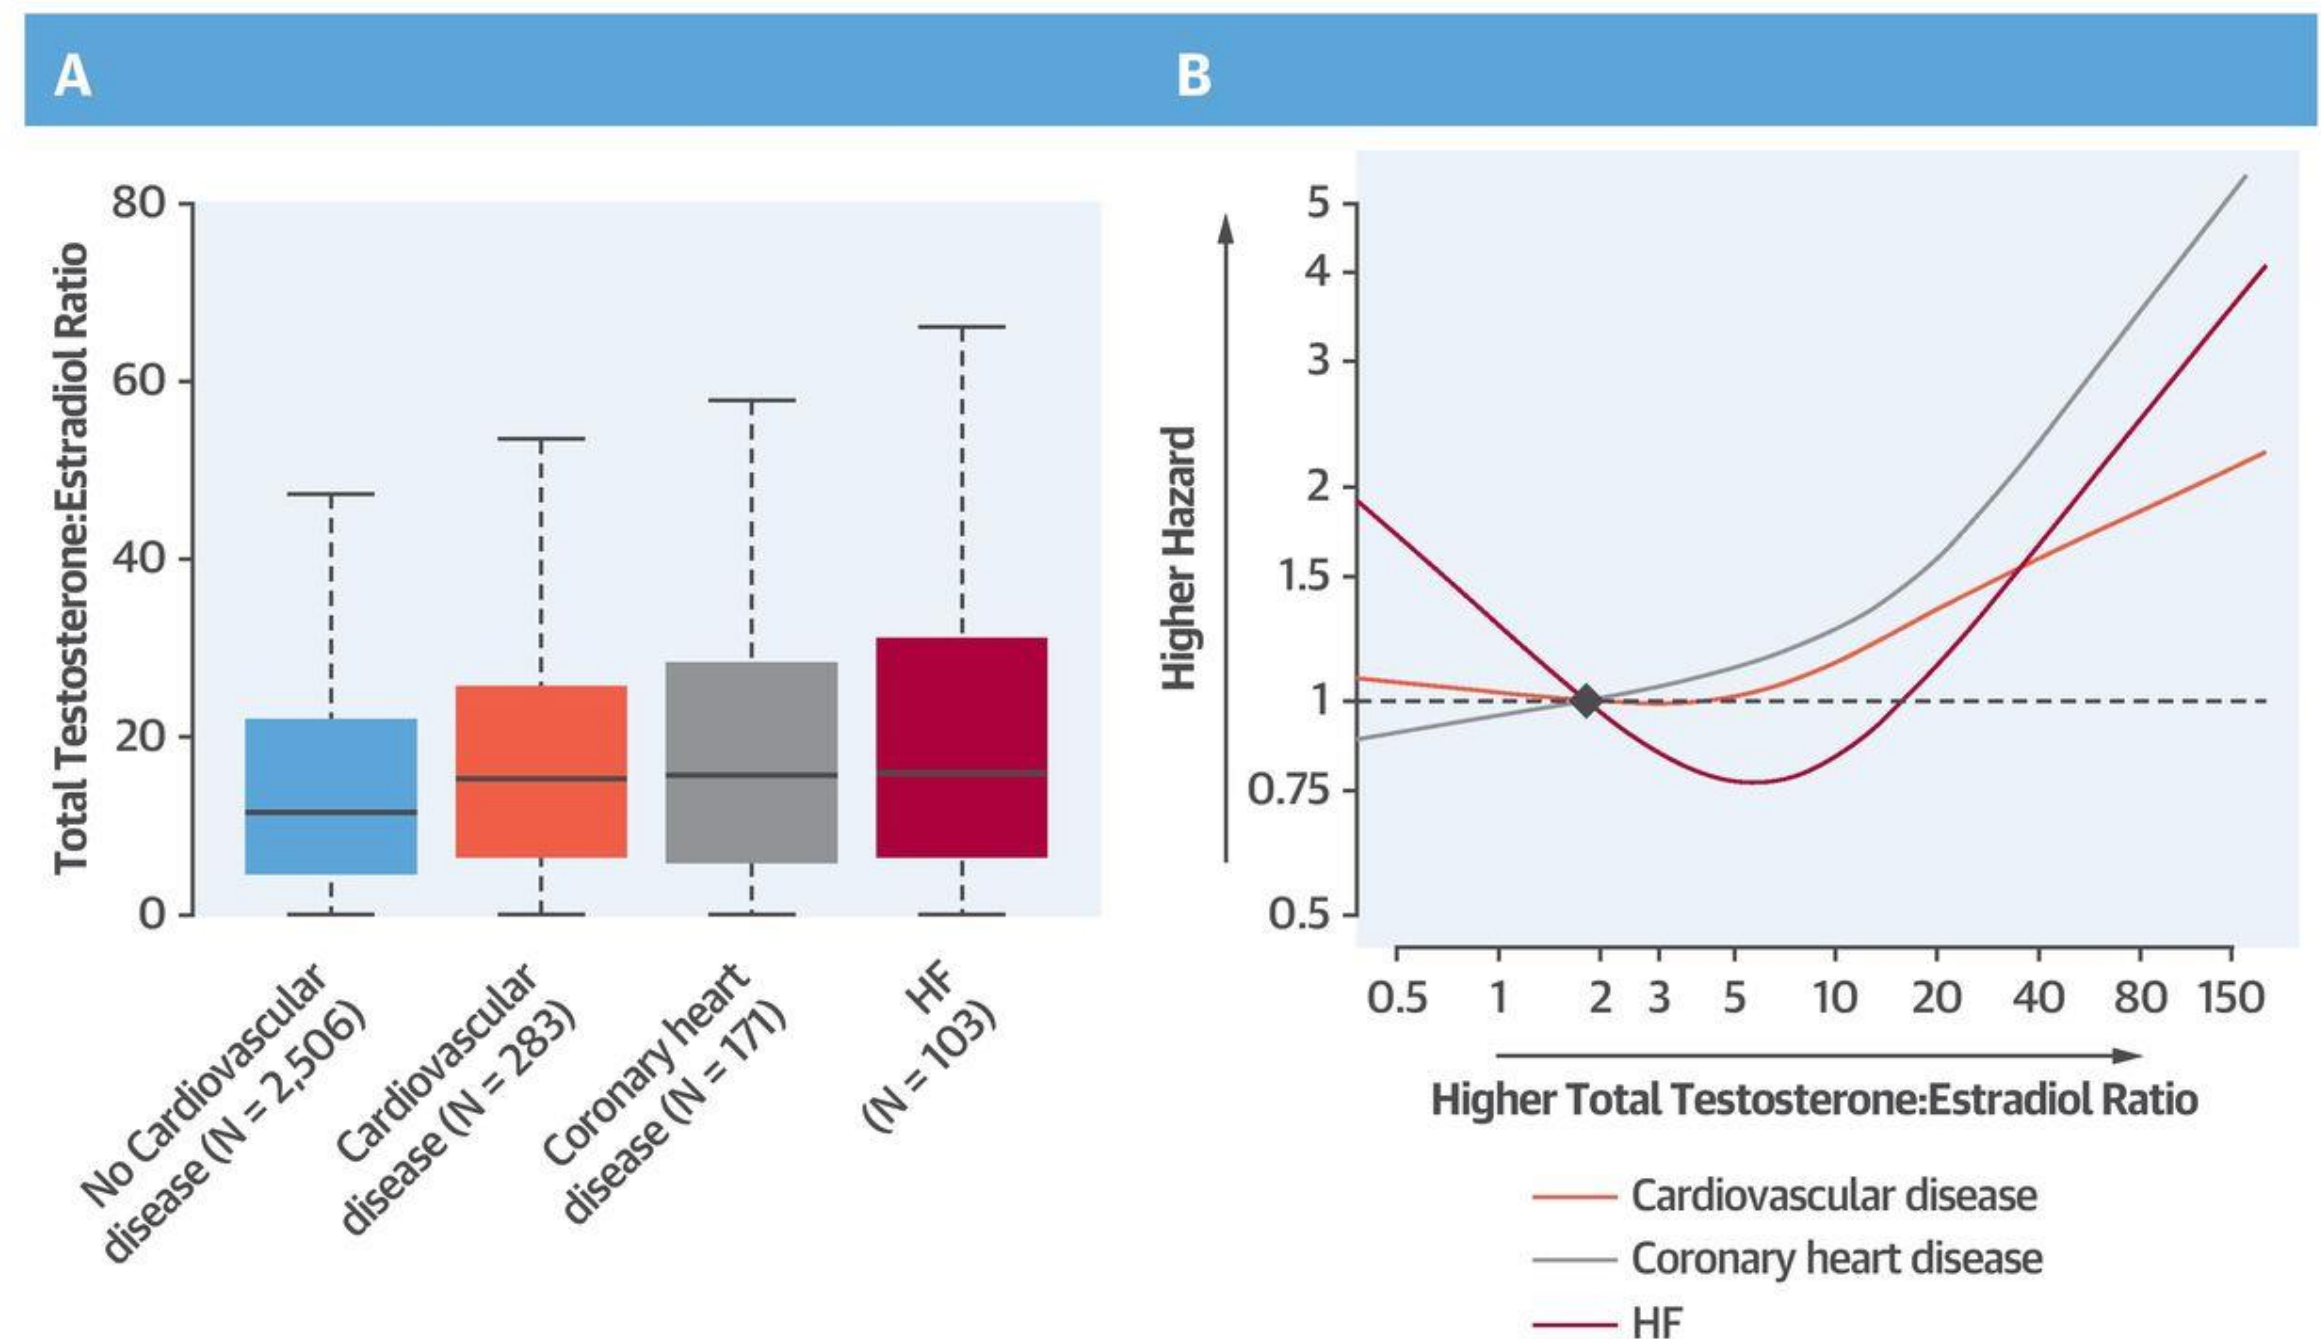 A
B
Total Testosterone:Estradiol Ratio
80
60
40
20
0
No Cardiovascular
disease (N = 2,506)
Cardiovascular
disease (N = 283)
Coronary heart
disease (N = 171)
HF
(N = 103)
Higher Hazard
5
4
3
2
1.5
1
0.75
0.5
0.5 1 2 3 5 10 20 40 80 150
Higher Total Testosterone:Estradiol Ratio
Cardiovascular disease
Coronary heart disease
HF